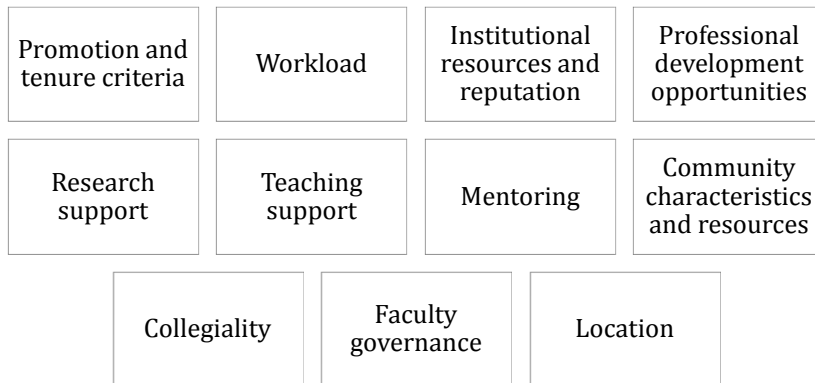 Promotion and
tenure criteria
Workload
Institutional
resources and
reputation
Professional
development
opportunities
Research
support
Teaching
support
Mentoring
Community
characteristics
and resources
Collegiality
Faculty
governance
Location